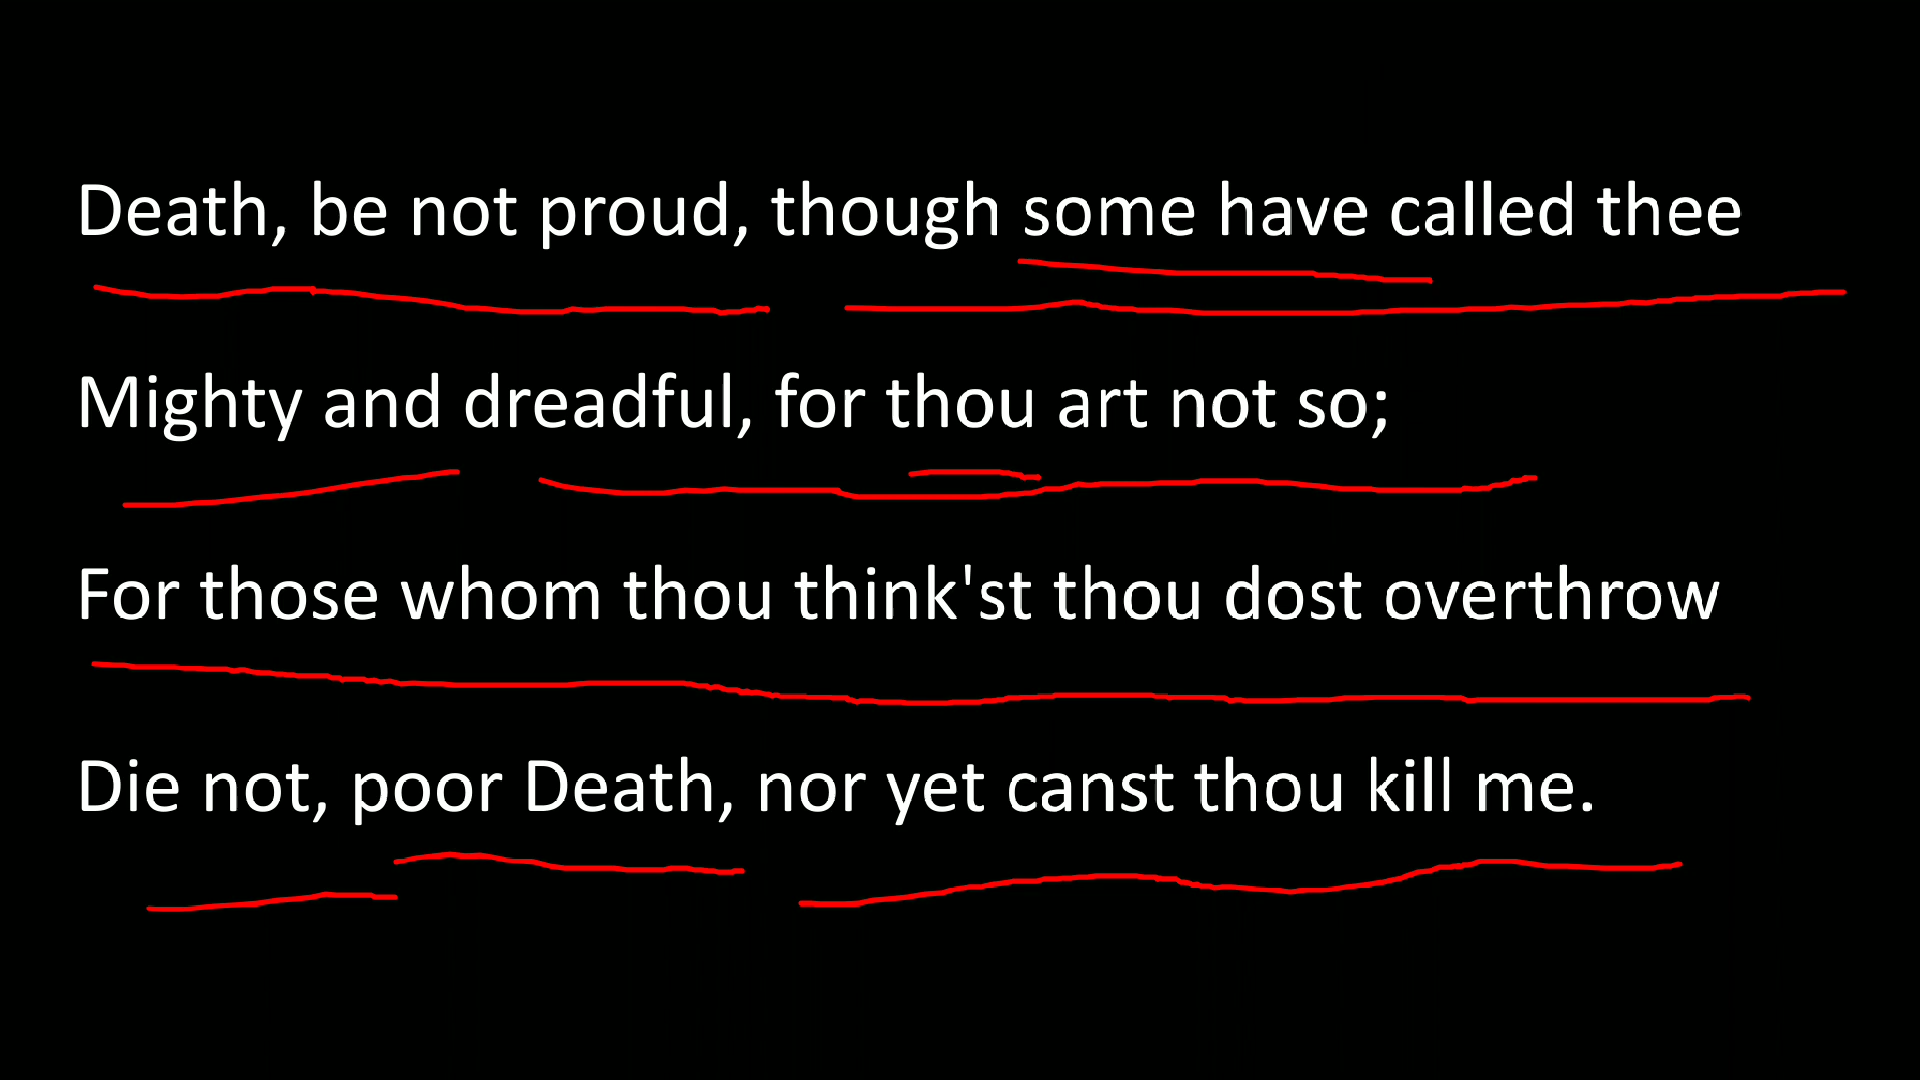 Death, be not proud, though some have called thee
Mighty and dreadful, for thou art not so;
For those whom thou think'st thou dost overthrow
Die not, poor Death, nor yet canst thou kill me.